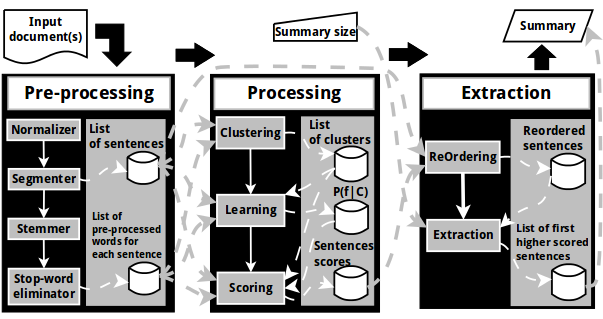 Input
document(s)
Summary size
Summary
Pre-processing
Normalizer
Segmenter
Stemmer
Stop-word
eliminator
List
of sentences
List of
pre-processed
words for
each sentence
Processing
Clustering
Learning
Scoring
List
of clusters
P(f|C)
Sentences
scores
Extraction
ReOrdering
Extraction
Reordered
sentences
List of first
higher scored
sentences